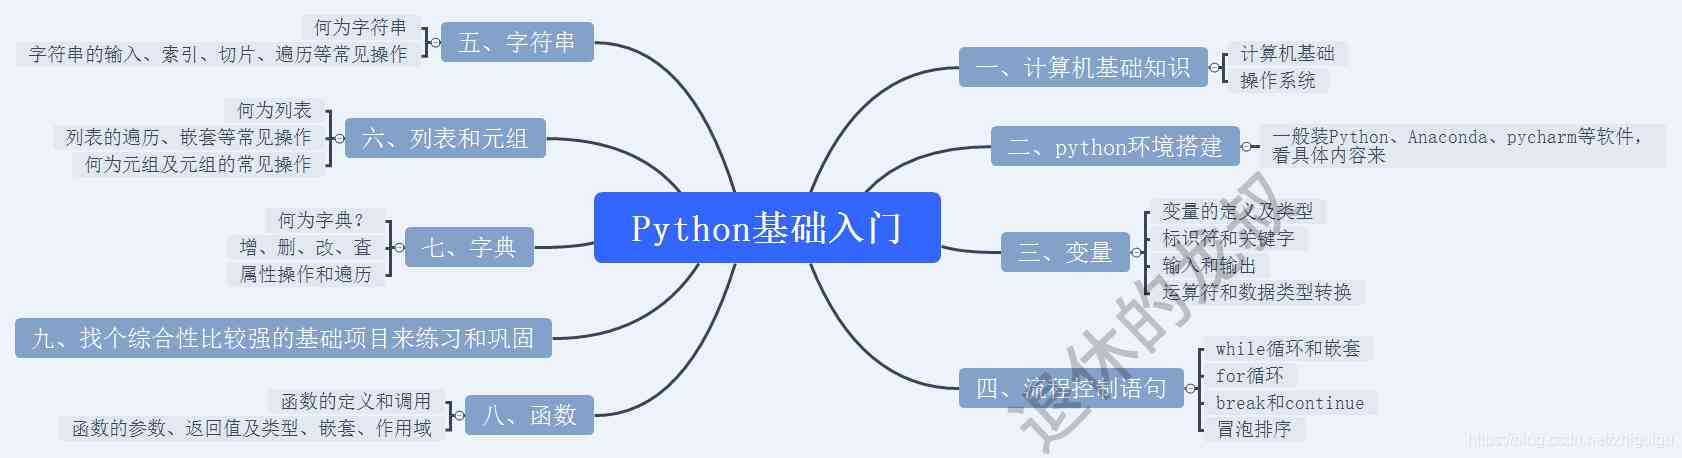 Python基础入门
一、计算机基础知识
计算机基础
操作系统
二、python环境搭建
一般装Python、Anaconda、pycharm等软件，
看具体内容来
三、变量
变量的定义及类型
标识符和关键字
输入和输出
运算符和数据类型转换
四、流程控制语句
while循环和嵌套
for循环
break和continue
冒泡排序
五、字符串
何为字符串
字符串的输入、索引、切片、遍历等常见操作
六、列表和元组
何为列表
列表的遍历、嵌套等常见操作
何为元组及元组的常见操作
七、字典
何为字典？
增、删、改、查
属性操作和遍历
八、函数
函数的定义和调用
函数的参数、返回值及类型、嵌套、作用域
九、找个综合性比较强的基础项目来练习和巩固
退休的龙叔